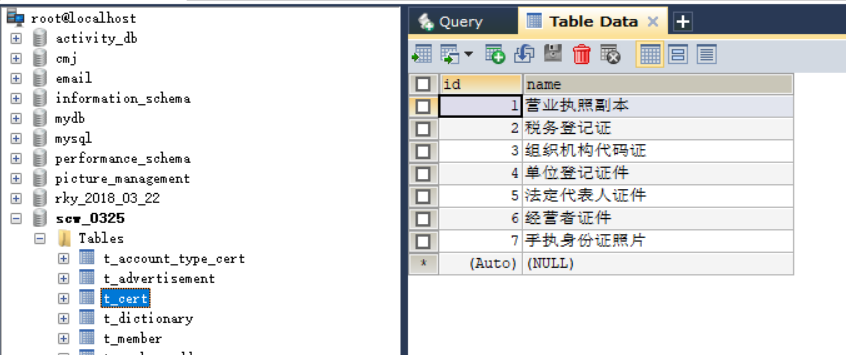 root@localhost
activity_db
cmj
email
information_schema
mydb
mysql
performance_schema
picture_management
rky_2018_03_22
scw_0325
Tables
t_account_type_cert
t_advertisement
t_cert
t_dictionary
t_member
Query
Table Data
id name
1 营业执照副本
2 税务登记证
3 组织机构代码证
4 单位登记证件
5 法定代表人证件
6 经营者证件
7 手执身份证照片
* (Auto) (NULL)